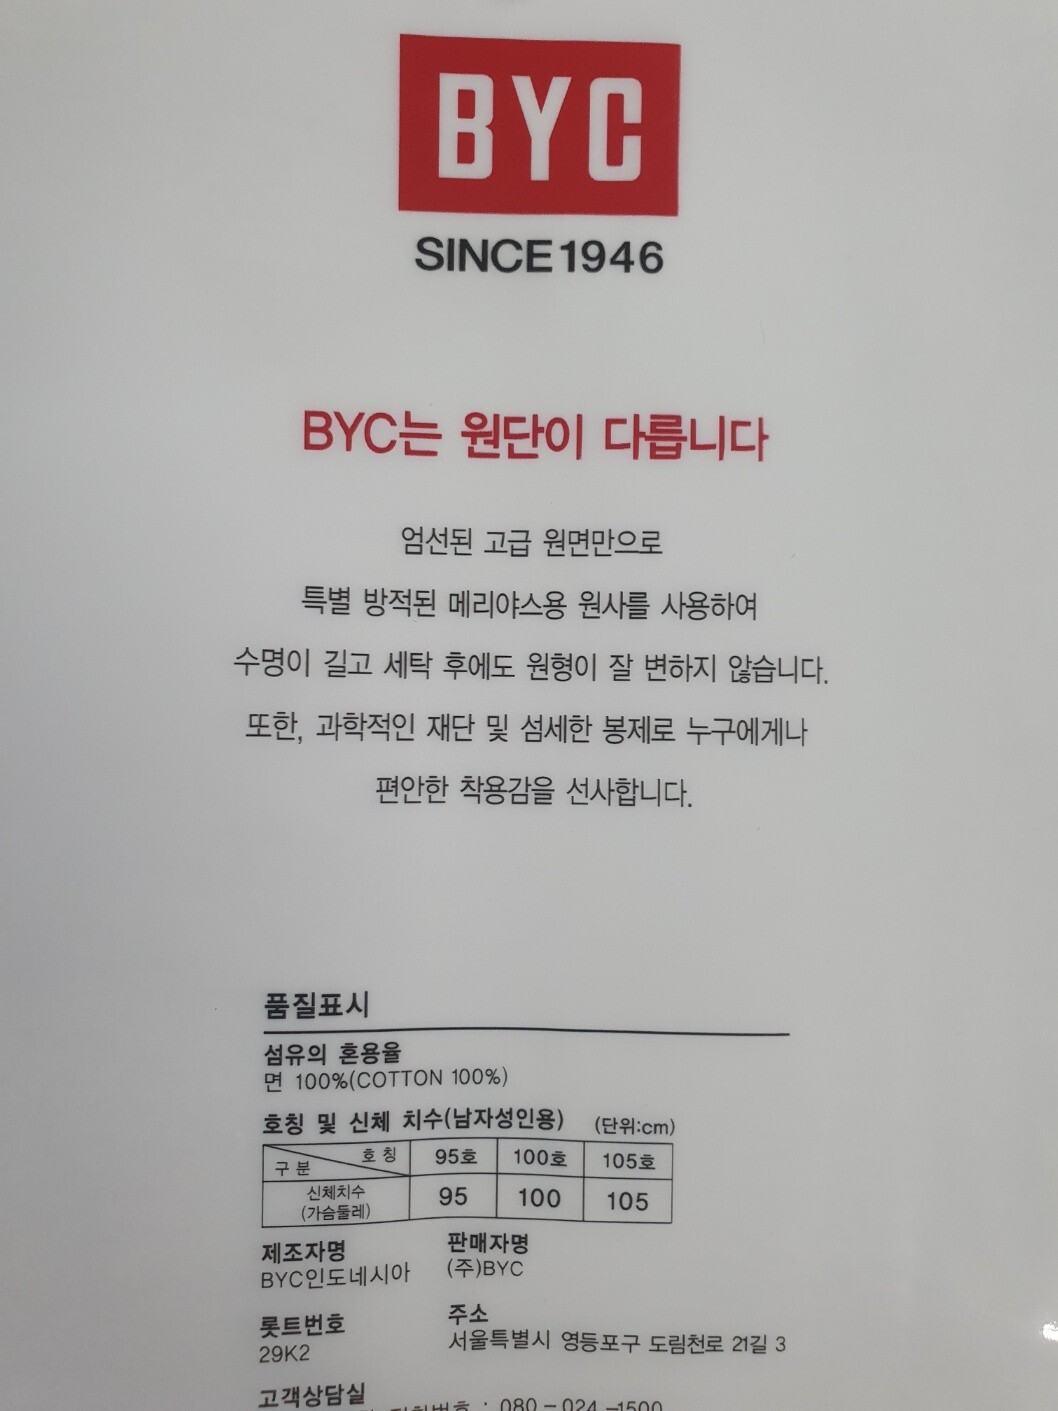 BYC
SINCE 1946
BYC는 원단이 다릅니다
엄선된 고급 원면만으로
특별 방적된 메리야스용 원사를 사용하여
수명이 길고 세탁 후에도 원형이 잘 변하지 않습니다.
또한, 과학적인 재단 및 섬세한 봉제로 누구에게나
편안한 착용감을 선사합니다.
품질표시
섬유의 혼용율
면 100%(COTTON 100%)
호칭 및 신체 치수(남자성인용) (단위:cm)
구분 호칭 95호 100호 105호
신체치수
(가슴둘레) 95 100 105
제조자명 판매자명
BYC인도네시아 (주)BYC
롯트번호 주소
29K2 서울특별시 영등포구 도림천로 21길 3
고객상담실
: 080-024-1500